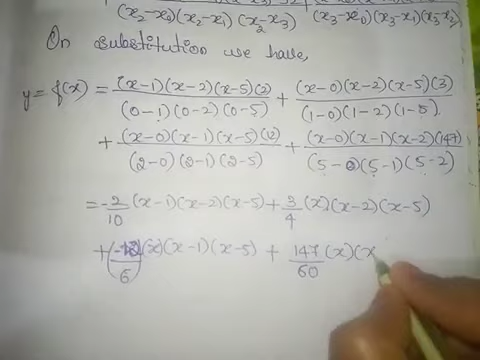 (x₂-x₀)(x₂-x₁)(x₂-x₃) (x₃-x₀)(x₃-x₁)(x₃-x₂)
On substitution we have,
y = f(x) = (x-1)(x-2)(x-5)(2) / (0-1)(0-2)(0-5) + (x-0)(x-2)(x-5)(3) / (1-0)(1-2)(1-5)
+ (x-0)(x-1)(x-5)(12) / (2-0)(2-1)(2-5) + (x-0)(x-1)(x-2)(147) / (5-0)(5-1)(5-2)
= -2/10 (x-1)(x-2)(x-5) + 3/4 (x)(x-2)(x-5)
+ (-12/6) (x)(x-1)(x-5) + 147/60 (x)(x